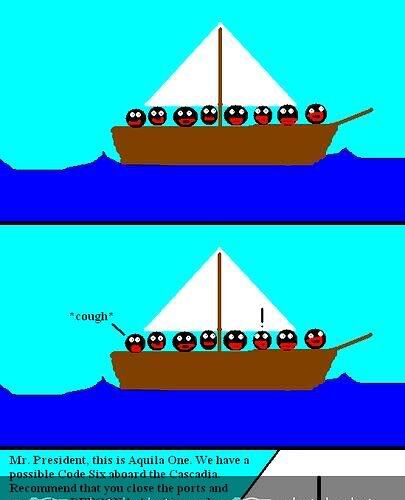 *cough*
!
Mr. President, this is Aquila One. We have a
possible Code Six aboard the Cascadia.
Recommend that you close the ports and